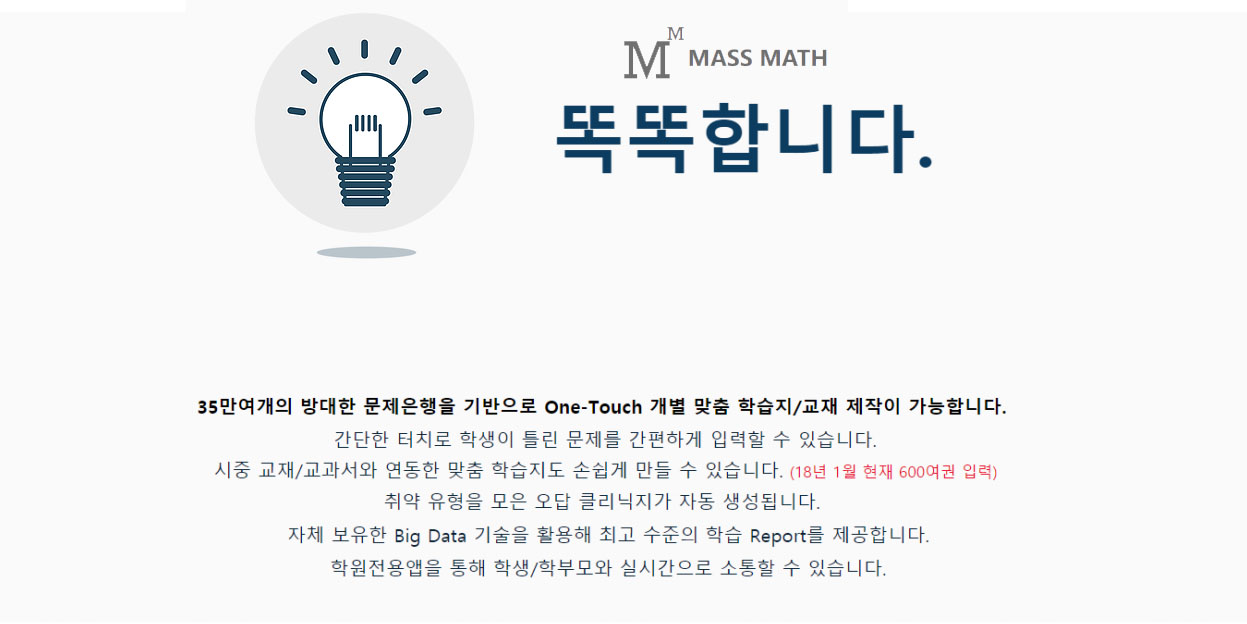 M M MASS MATH
똑똑합니다.
35만여개의 방대한 문제은행을 기반으로 One-Touch 개별 맞춤 학습지/교재 제작이 가능합니다.
간단한 터치로 학생이 틀린 문제를 간편하게 입력할 수 있습니다.
시중 교재/교과서와 연동한 맞춤 학습지도 손쉽게 만들 수 있습니다. (18년 1월 현재 600여권 입력)
취약 유형을 모은 오답 클리닉지가 자동 생성됩니다.
자체 보유한 Big Data 기술을 활용해 최고 수준의 학습 Report를 제공합니다.
학원전용앱을 통해 학생/학부모와 실시간으로 소통할 수 있습니다.